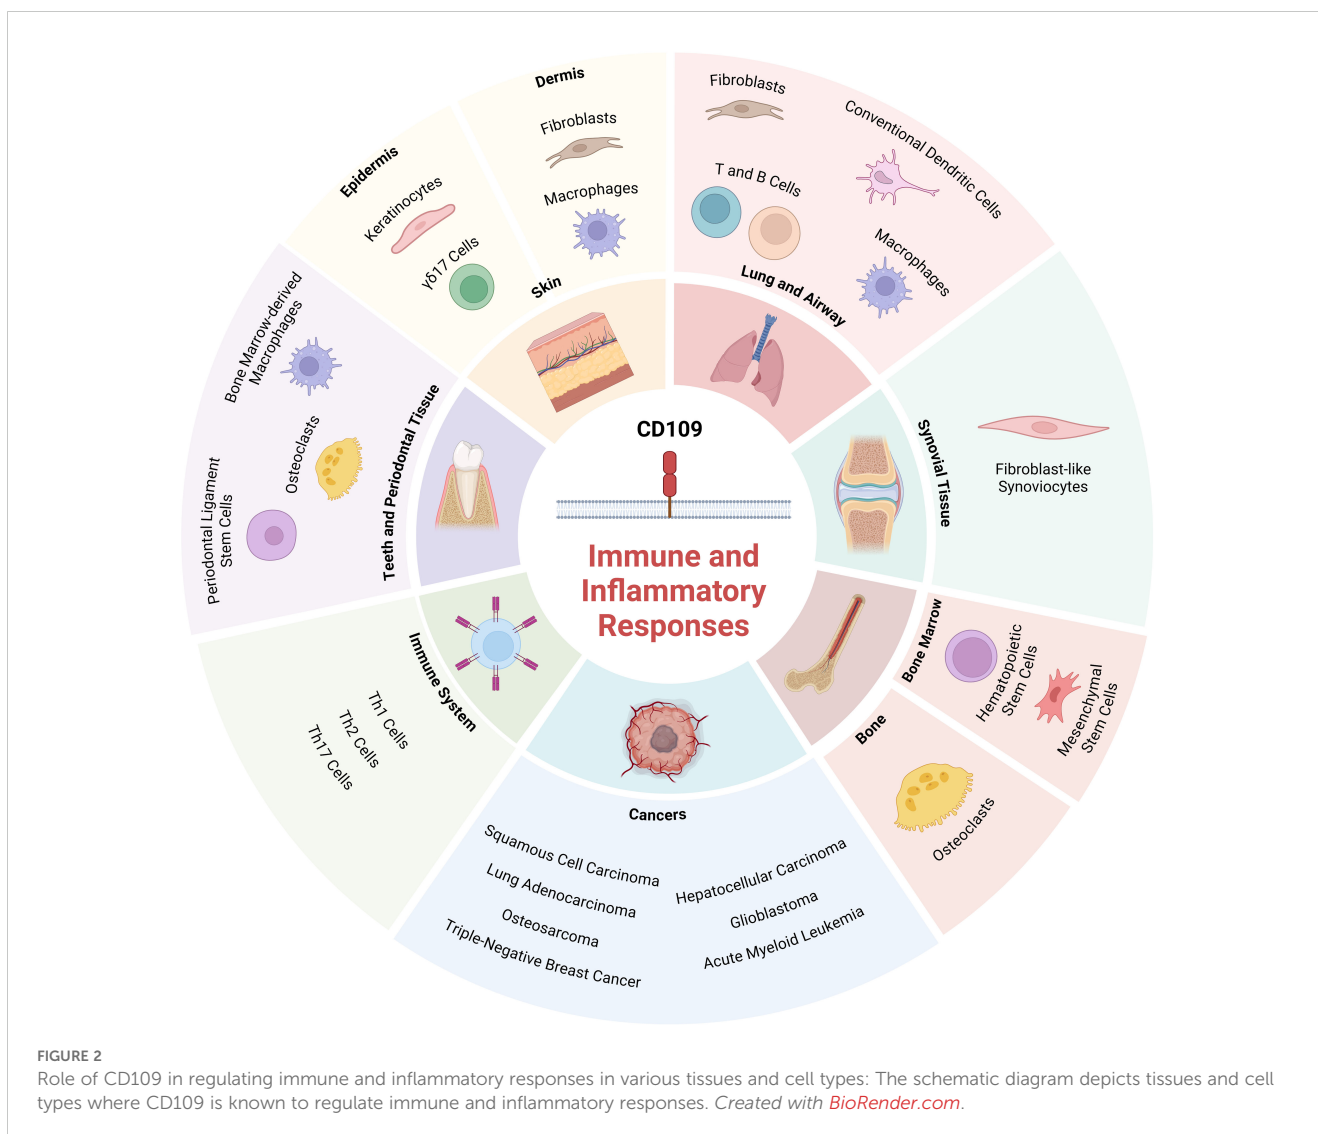 CD109
Immune and
Inflammatory
Responses
Dermis
Fibroblasts
Macrophages
Epidermis
Keratinocytes
γδ17 Cells
Skin
Fibroblasts
Conventional Dendritic Cells
T and B Cells
Macrophages
Lung and Airway
Synovial Tissue
Fibroblast-like
Synoviocytes
Bone Marrow
Hematopoietic
Stem Cells
Mesenchymal
Stem Cells
Bone
Osteoclasts
Cancers
Squamous Cell Carcinoma
Lung Adenocarcinoma
Osteosarcoma
Triple-Negative Breast Cancer
Hepatocellular Carcinoma
Glioblastoma
Acute Myeloid Leukemia
Immune System
Th1 Cells
Th2 Cells
Th17 Cells
Teeth and Periodontal Tissue
Bone Marrow-derived
Macrophages
Osteoclasts
Periodontal Ligament
Stem Cells
FIGURE 2
Role of CD109 in regulating immune and inflammatory responses in various tissues and cell types: The schematic diagram depicts tissues and cell
types where CD109 is known to regulate immune and inflammatory responses. Created with BioRender.com.